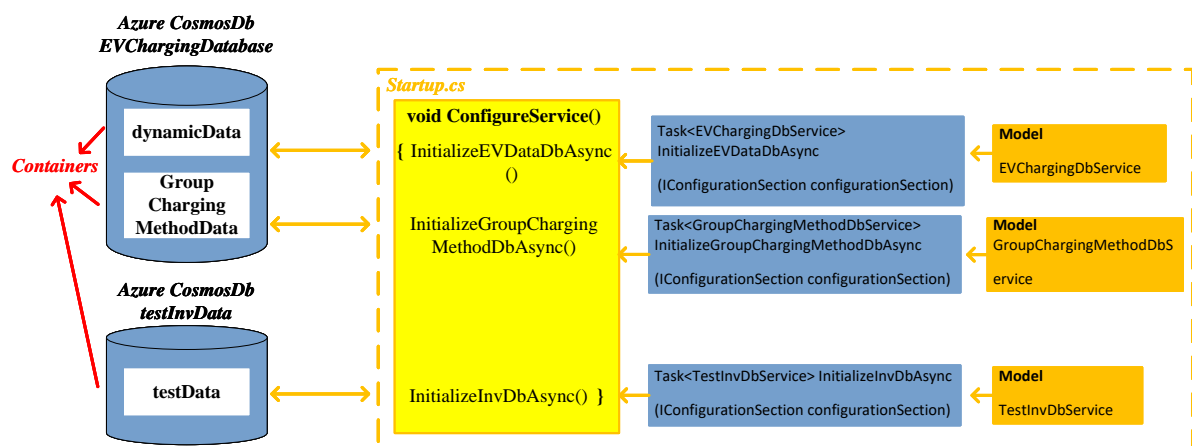 Azure CosmosDb
EVChargingDatabase
dynamicData
Group
Charging
MethodData
Containers
Azure CosmosDb
testInvData
testData
Startup.cs
void ConfigureService()
{ InitializeEVDataDbAsync
()
InitializeGroupCharging
MethodDbAsync()
InitializeInvDbAsync() }
Task<EVChargingDbService>
InitializeEVDataDbAsync
(IConfigurationSection configurationSection)
Task<GroupChargingMethodDbService>
InitializeGroupChargingMethodDbAsync
(IConfigurationSection configurationSection)
Task<TestInvDbService> InitializeInvDbAsync
(IConfigurationSection configurationSection)
Model
EVChargingDbService
Model
GroupChargingMethodDbS
ervice
Model
TestInvDbService